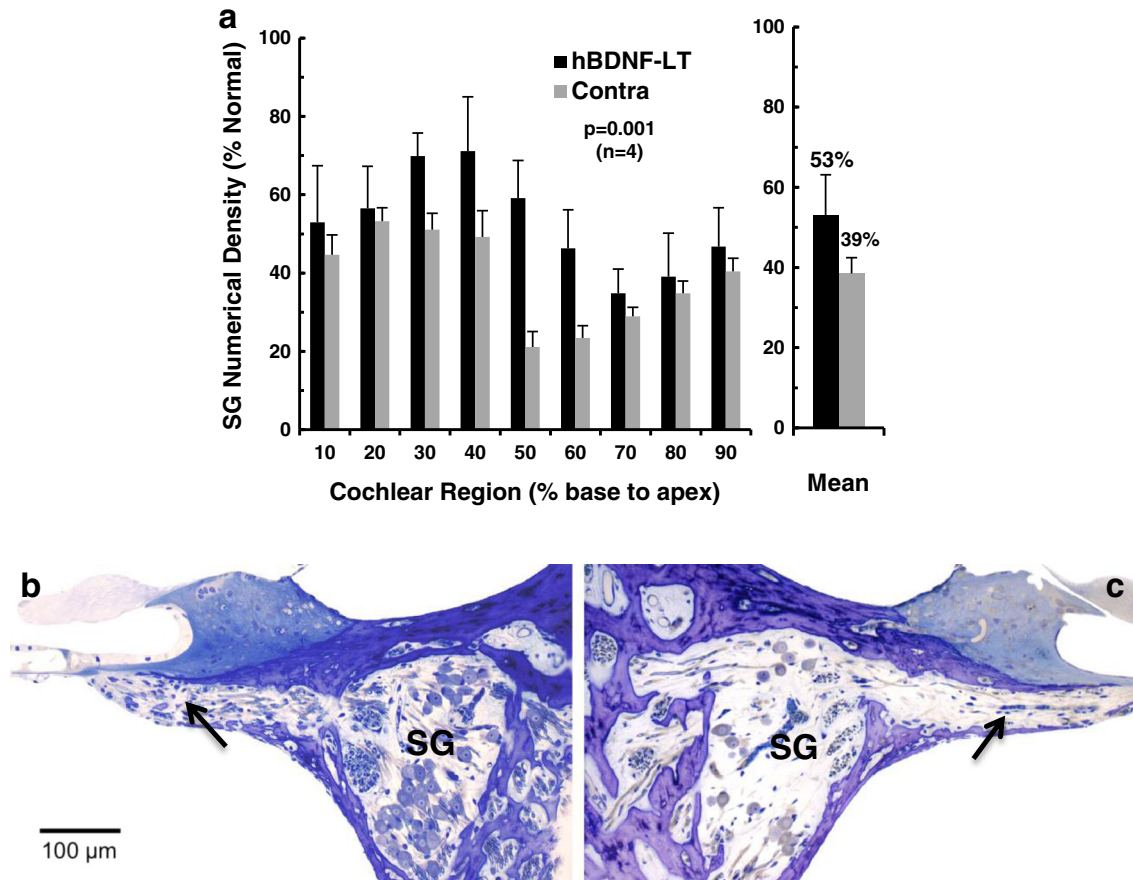 a
SG Numerical Density (% Normal)
100
80
60
40
20
0
hBDNF-LT
Contra
p=0.001
(n=4)
10 20 30 40 50 60 70 80 90
Cochlear Region (% base to apex)
100
80
60
40
20
0
53%
39%
Mean
b
SG
100 µm
c
SG